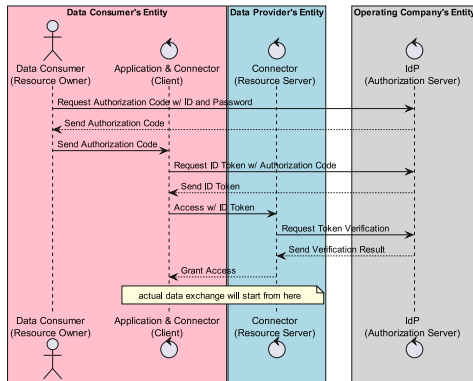 Data Consumer's Entity
Data Provider's Entity
Operating Company's Entity
Data Consumer
(Resource Owner)
Application & Connector
(Client)
Connector
(Resource Server)
IdP
(Authorization Server)
Request Authorization Code w/ ID and Password
Send Authorization Code
Send Authorization Code
Request ID Token w/ Authorization Code
Send ID Token
Access w/ ID Token
Request Token Verification
Send Verification Result
Grant Access
actual data exchange will start from here
Data Consumer
(Resource Owner)
Application & Connector
(Client)
Connector
(Resource Server)
IdP
(Authorization Server)